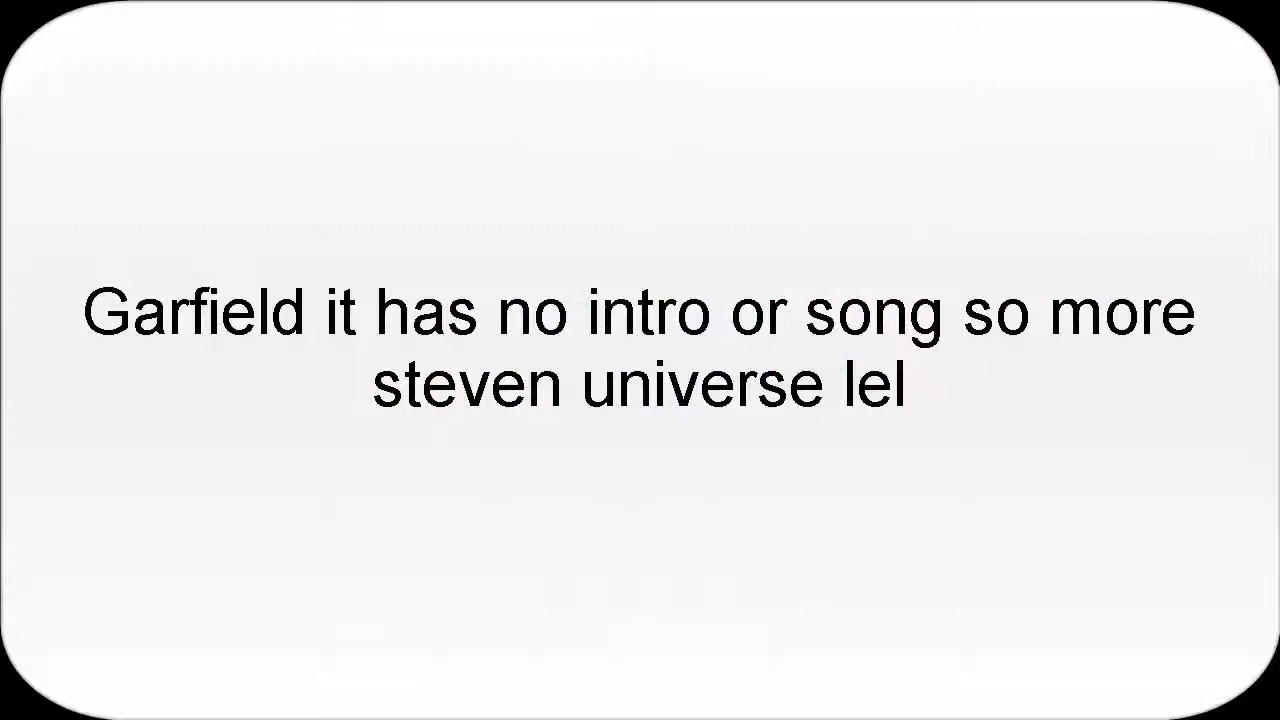 Garfield it has no intro or song so more
steven universe lel